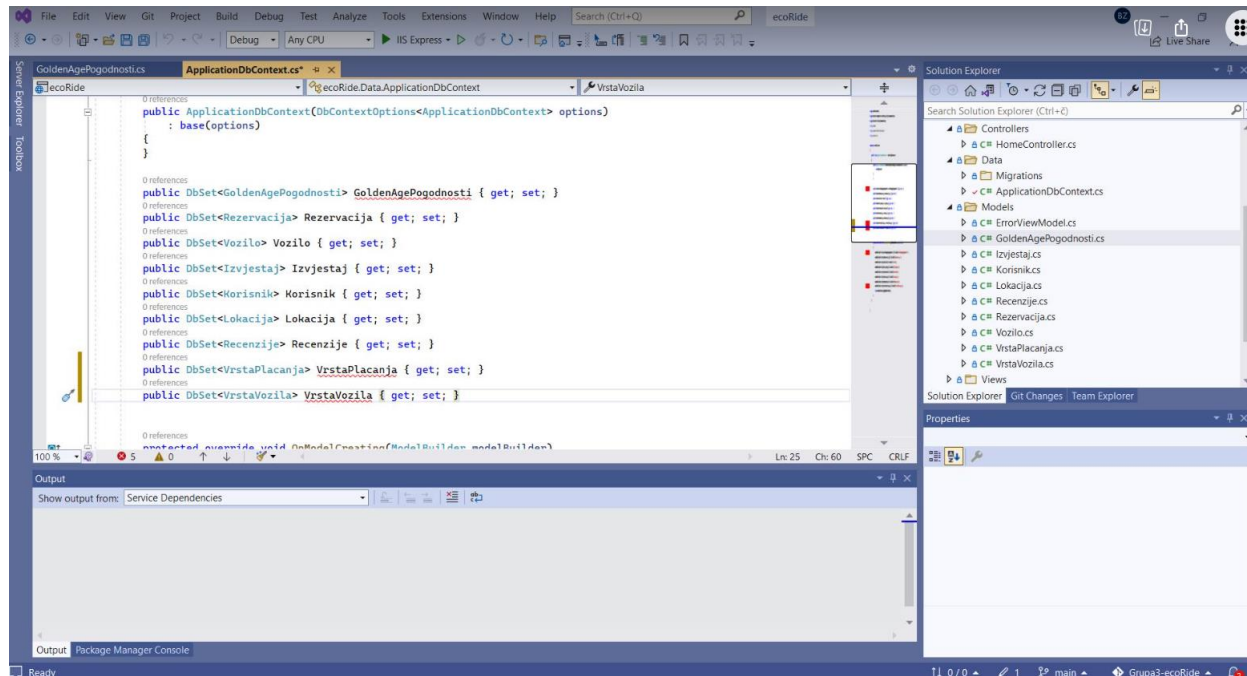 File Edit View Git Project Build Debug Test Analyze Tools Extensions Window Help Search (Ctrl+Q) ecoRide BZ
Debug Any CPU IIS Express Live Share
Server Explorer Toolbox
GoldenAgePogodnosti.cs ApplicationDbContext.cs*
ecoRide ecoRide.Data.ApplicationDbContext VrstaVozila
0 references
public ApplicationDbContext(DbContextOptions<ApplicationDbContext> options)
: base(options)
{
}
0 references
public DbSet<GoldenAgePogodnosti> GoldenAgePogodnosti { get; set; }
0 references
public DbSet<Rezervacija> Rezervacija { get; set; }
0 references
public DbSet<Vozilo> Vozilo { get; set; }
0 references
public DbSet<Izvjestaj> Izvjestaj { get; set; }
0 references
public DbSet<Korisnik> Korisnik { get; set; }
0 references
public DbSet<Lokacija> Lokacija { get; set; }
0 references
public DbSet<Recenzije> Recenzije { get; set; }
0 references
public DbSet<VrstaPlacanja> VrstaPlacanja { get; set; }
0 references
public DbSet<VrstaVozila> VrstaVozila { get; set; }
0 references
protected override void OnModelCreating(ModelBuilder modelBuilder)
100 % 5 0 Ln: 25 Ch: 60 SPC CRLF
Output
Show output from: Service Dependencies
Output Package Manager Console
Solution Explorer
Search Solution Explorer (Ctrl+č)
Controllers
C# HomeController.cs
Data
Migrations
C# ApplicationDbContext.cs
Models
C# ErrorViewModel.cs
C# GoldenAgePogodnosti.cs
C# Izvjestaj.cs
C# Korisnik.cs
C# Lokacija.cs
C# Recenzije.cs
C# Rezervacija.cs
C# Vozilo.cs
C# VrstaPlacanja.cs
C# VrstaVozila.cs
Views
Solution Explorer Git Changes Team Explorer
Properties
Ready 0 / 0 1 main Grupa3-ecoRide